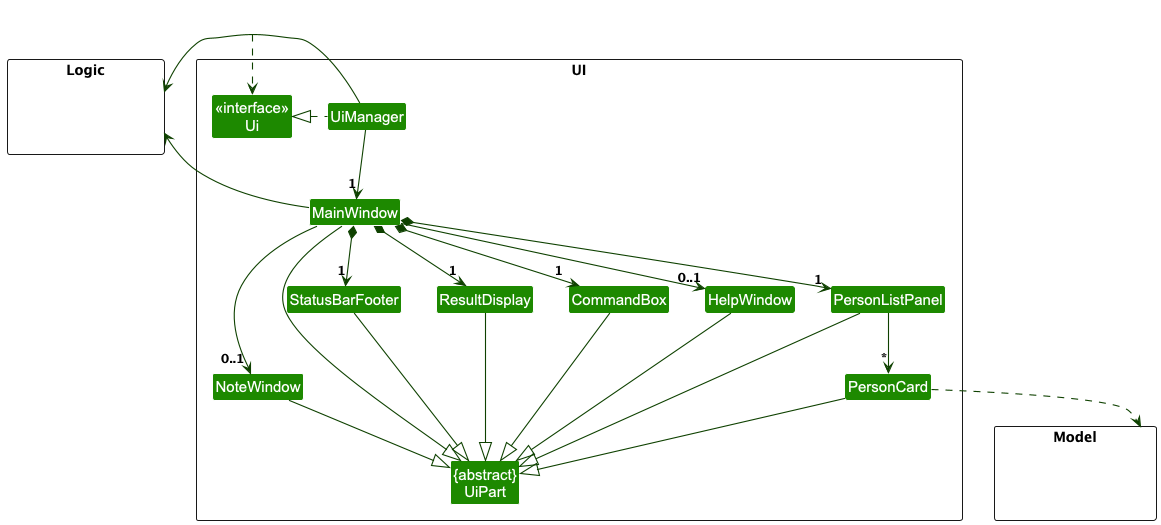 Logic
UI
«interface»
Ui
UiManager
1
MainWindow
1
1
1
0..1
1
StatusBarFooter
ResultDisplay
CommandBox
HelpWindow
PersonListPanel
0..1
*
NoteWindow
PersonCard
Model
{abstract}
UiPart